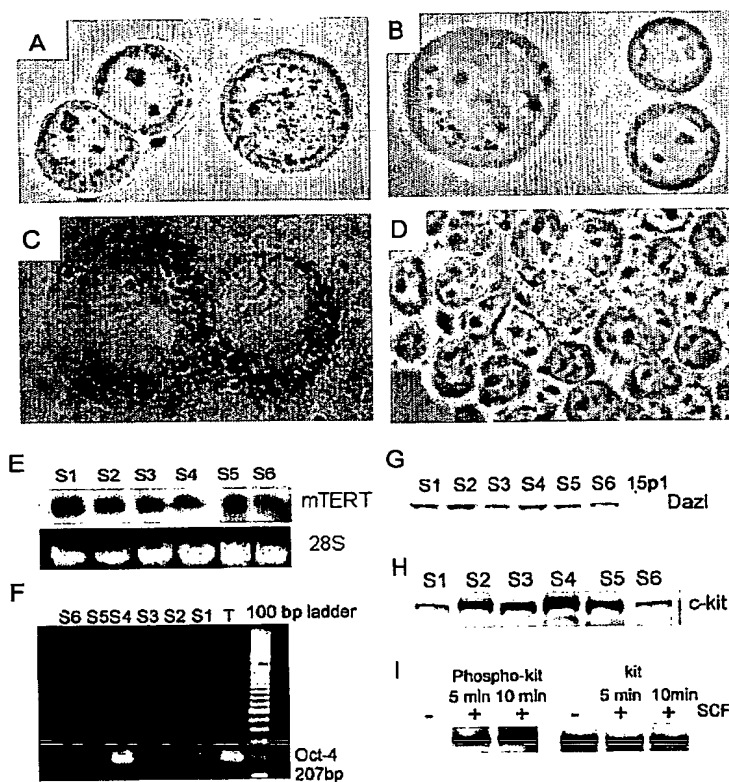 A
B
C
D
E
S1 S2 S3 S4 S5 S6
mTERT
28S
F
S6 S5 S4 S3 S2 S1 T 100 bp ladder
Oct-4
207bp
G
S1 S2 S3 S4 S5 S6 15p1
Dazl
H
S1 S2 S3 S4 S5 S6
c-kit
I
Phospho-kit kit
5 min 10 min 5 min 10min
- + + - + + SCF